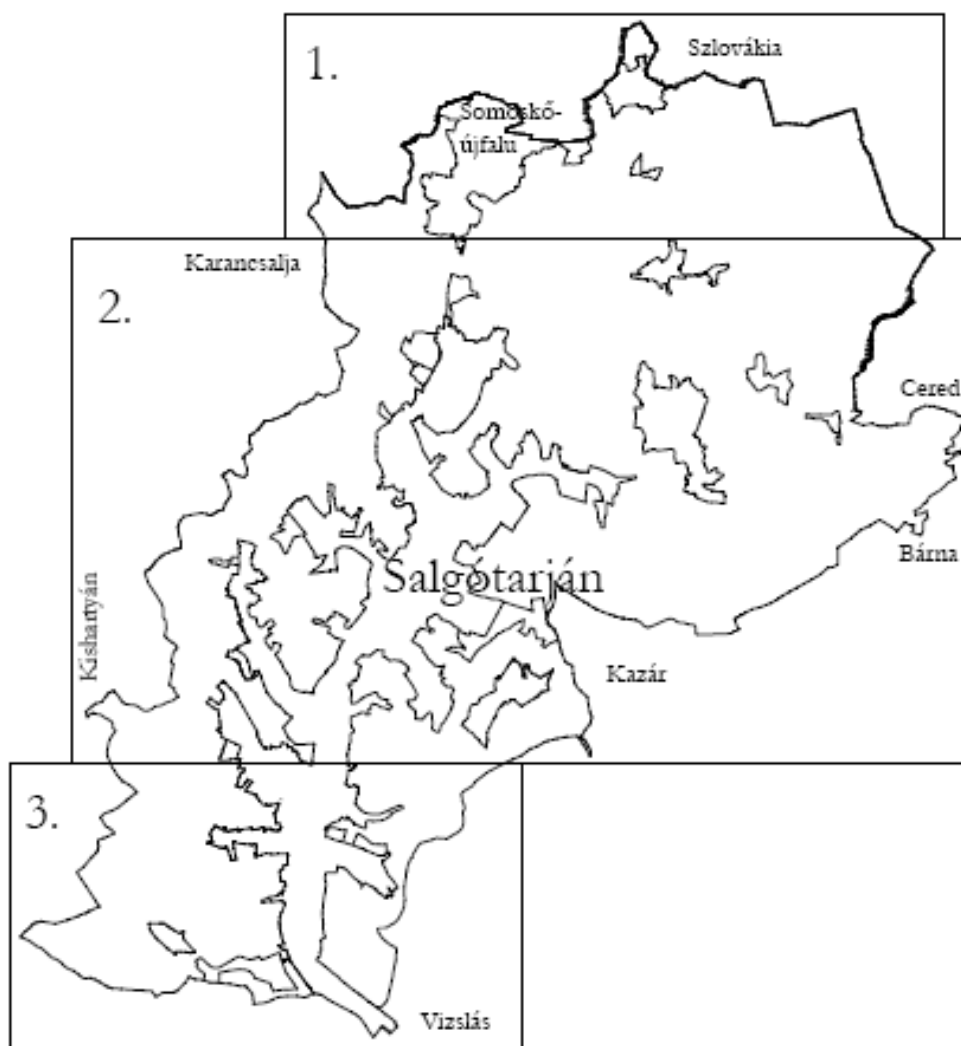 1.
Szlovákia
Somoskő-
újfalu
Karancsalja
2.
Cered
Bárna
Salgótarján
Kishartyán
Kazár
3.
Vizslás